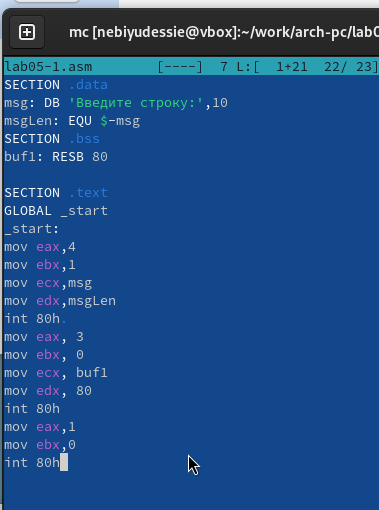 mc [nebiyudessie@vbox]:~/work/arch-pc/lab0
lab05-1.asm [----] 7 L:[ 1+21 22/ 23]
SECTION .data
msg: DB 'Введите строку:',10
msgLen: EQU $-msg
SECTION .bss
buf1: RESB 80
SECTION .text
GLOBAL _start
_start:
mov eax,4
mov ebx,1
mov ecx,msg
mov edx,msgLen
int 80h
mov eax, 3
mov ebx, 0
mov ecx, buf1
mov edx, 80
int 80h
mov eax,1
mov ebx,0
int 80h